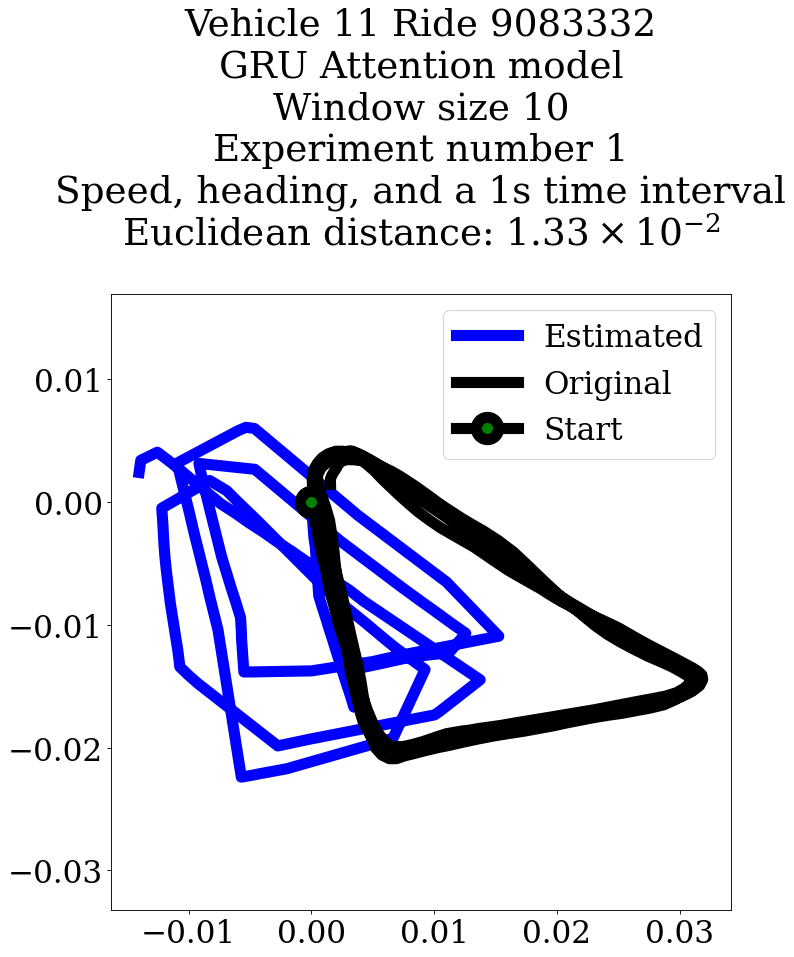 Vehicle 11 Ride 9083332
GRU Attention model
Window size 10
Experiment number 1
Speed, heading, and a 1s time interval
Euclidean distance: 1.33 × 10⁻²
Estimated
Original
Start
0.01
0.00
−0.01
−0.02
−0.03
−0.01 0.00 0.01 0.02 0.03